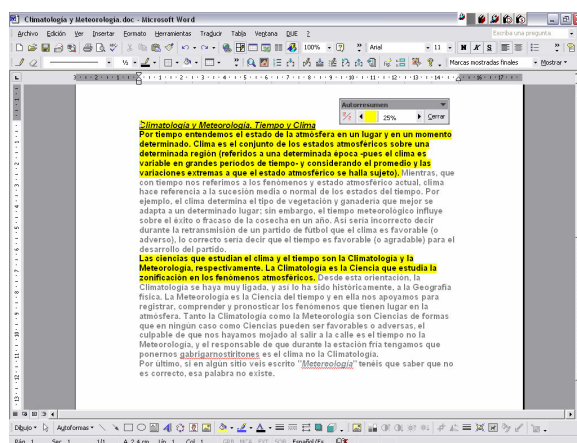 Climatología y Meteorología.doc - Microsoft Word
Archivo Edición Ver Insertar Formato Herramientas Tragducir Tabla Ventana DUE ?
Escriba una pregunta
100% Arial 11 N K S
½ Marcas mostradas finales Mostrar
Autorresumen
25% Cerrar
Climatología y Meteorología. Tiempo y Clima
Por tiempo entendemos el estado de la atmósfera en un lugar y en un momento
determinado. Clima es el conjunto de los estados atmosféricos sobre una
determinada región (referidos a una determinada época -pues el clima es
variable en grandes períodos de tiempo- y considerando el promedio y las
variaciones extremas a que el estado atmosférico se halla sujeto). Mientras, que
con tiempo nos referimos a los fenómenos y estado atmosférico actual, clima
hace referencia a la sucesión media o normal de los estados del tiempo. Por
ejemplo, el clima determina el tipo de vegetación y ganadería que mejor se
adapta a un determinado lugar; sin embargo, el tiempo meteorológico influye
sobre el éxito o fracaso de la cosecha en un año. Así sería incorrecto decir
durante la retransmisión de un partido de fútbol que el clima es favorable (o
adverso), lo correcto sería decir que el tiempo es favorable (o agradable) para el
desarrollo del partido.
Las ciencias que estudian el clima y el tiempo son la Climatología y la
Meteorología, respectivamente. La Climatología es la Ciencia que estudia la
zonificación en los fenómenos atmosféricos. Desde esta orientación, la
Climatología se haya muy ligada, y así lo ha sido históricamente, a la Geografía
física. La Meteorología es la Ciencia del tiempo y en ella nos apoyamos para
registrar, comprender y pronosticar los fenómenos que tienen lugar en la
atmósfera. Tanto la Climatología como la Meteorología son Ciencias de formas
que en ningún caso como Ciencias pueden ser favorables o adversas, el
culpable de que nos hayamos mojado al salir a la calle es el tiempo no la
Meteorología, y el responsable de que durante la estación fría tengamos que
ponernos gabrigarnostiritones es el clima no la Climatología.
Por último, si en algún sitio veis escrito "Metereología" tenéis que saber que no
es correcto, esa palabra no existe.
Dibujo Autoformas
Pág. 1 Sec. 1 1/1 A 2,4 cm Lín. 1 Col. 1 GRB MCA EXT SOB Español (Es